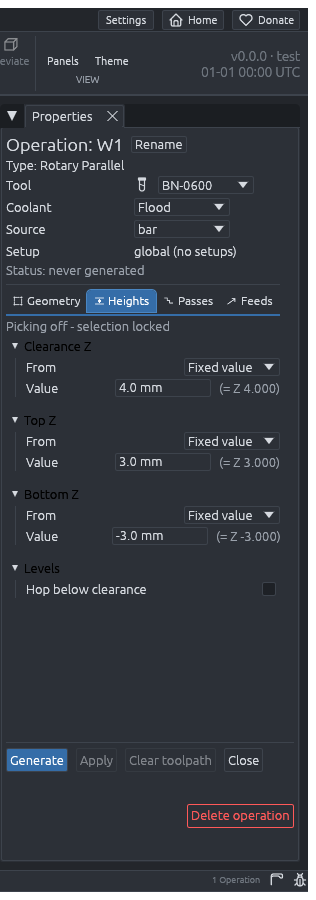 Settings Home Donate
eviate Panels Theme
VIEW
v0.0.0 · test
01-01 00:00 UTC
Properties
Operation: W1 Rename
Type: Rotary Parallel
Tool BN-0600
Coolant Flood
Source bar
Setup global (no setups)
Status: never generated
Geometry Heights Passes Feeds
Picking off - selection locked
Clearance Z
From Fixed value
Value 4.0 mm (= Z 4.000)
Top Z
From Fixed value
Value 3.0 mm (= Z 3.000)
Bottom Z
From Fixed value
Value -3.0 mm (= Z -3.000)
Levels
Hop below clearance
Generate Apply Clear toolpath Close
Delete operation
1 Operation